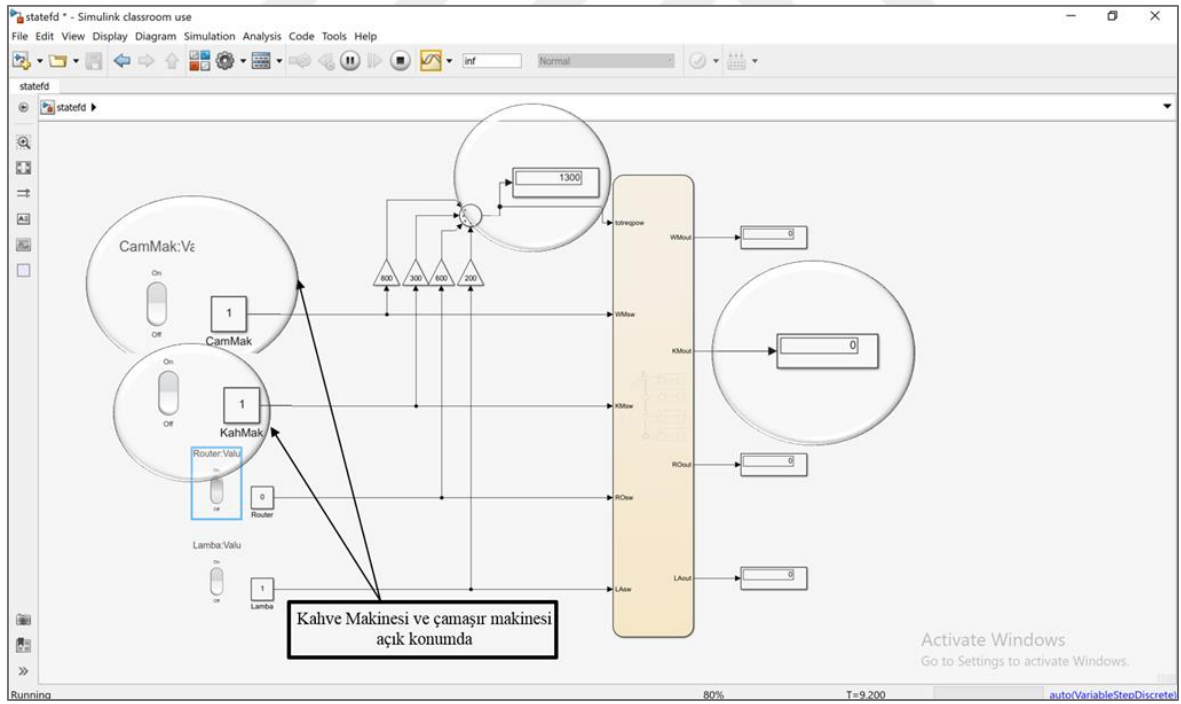 statefd * - Simulink classroom use
File Edit View Display Diagram Simulation Analysis Code Tools Help
inf
Normal
statefd
statefd
1300
totreqpow
WMout
0
CamMak:Va
On
Off
1
CamMak
800
300
600
200
WMsw
KMout
0
On
Off
1
KahMak
KMsw
Router:Valu
On
Off
0
Router
ROsw
ROout
0
Lamba:Valu
On
Off
1
Lamba
LAsw
LAout
0
Kahve Makinesi ve çamaşır makinesi
açık konumda
Activate Windows
Go to Settings to activate Windows.
Running
80%
T=9.200
auto(VariableStepDiscrete)